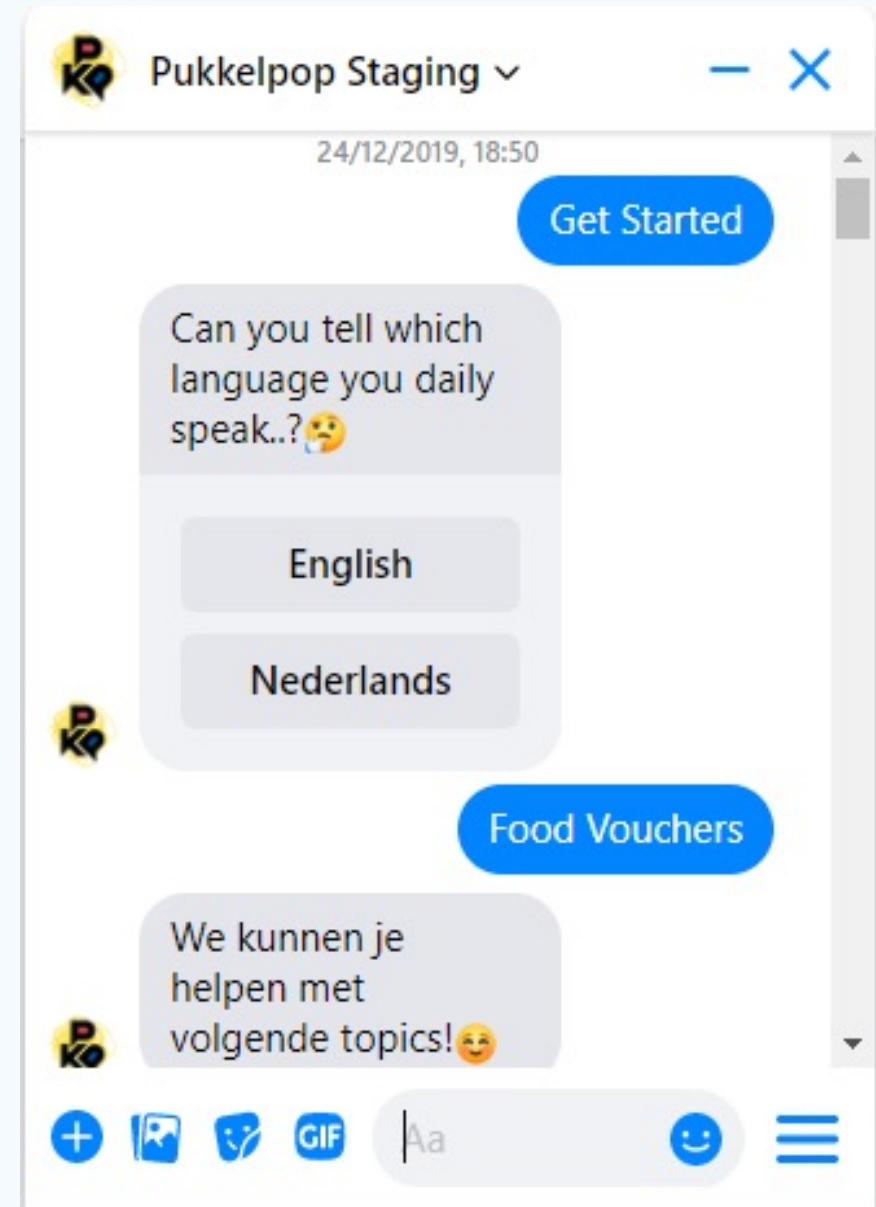 Pukkelpop Staging
24/12/2019, 18:50
Get Started
Can you tell which
language you daily
speak..?🤔
English
Nederlands
Food Vouchers
We kunnen je
helpen met
volgende topics!☺️
GIF
Aa